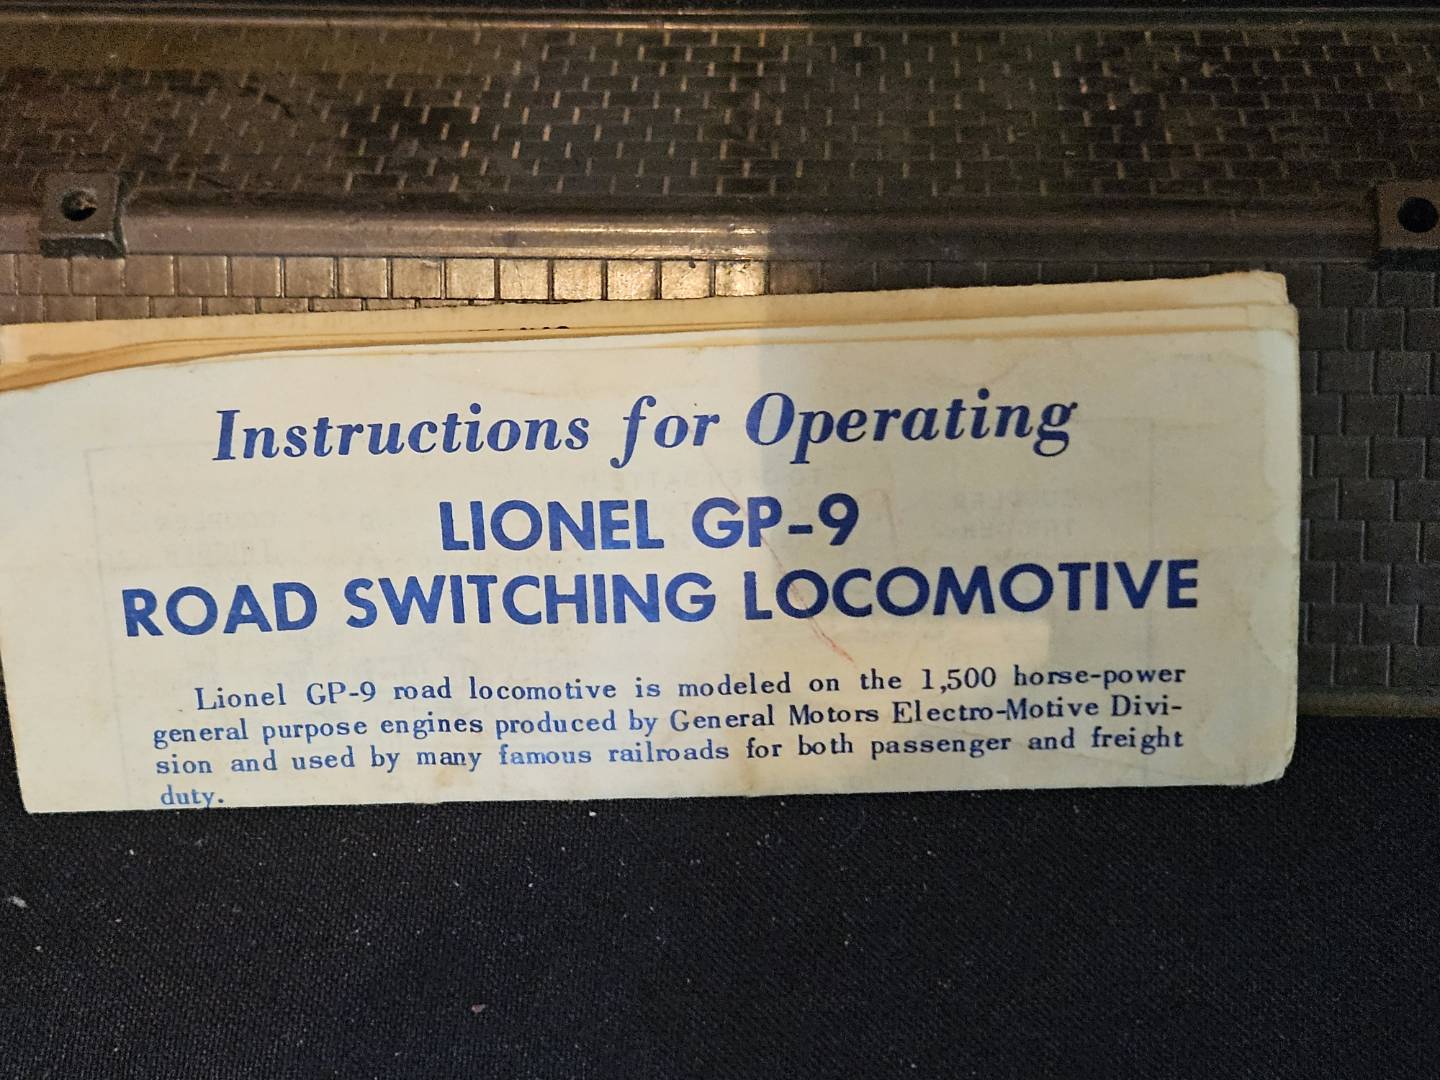 Instructions for Operating
LIONEL GP-9
ROAD SWITCHING LOCOMOTIVE
Lionel GP-9 road locomotive is modeled on the 1,500 horse-power
general purpose engines produced by General Motors Electro-Motive Divi-
sion and used by many famous railroads for both passenger and freight
duty.